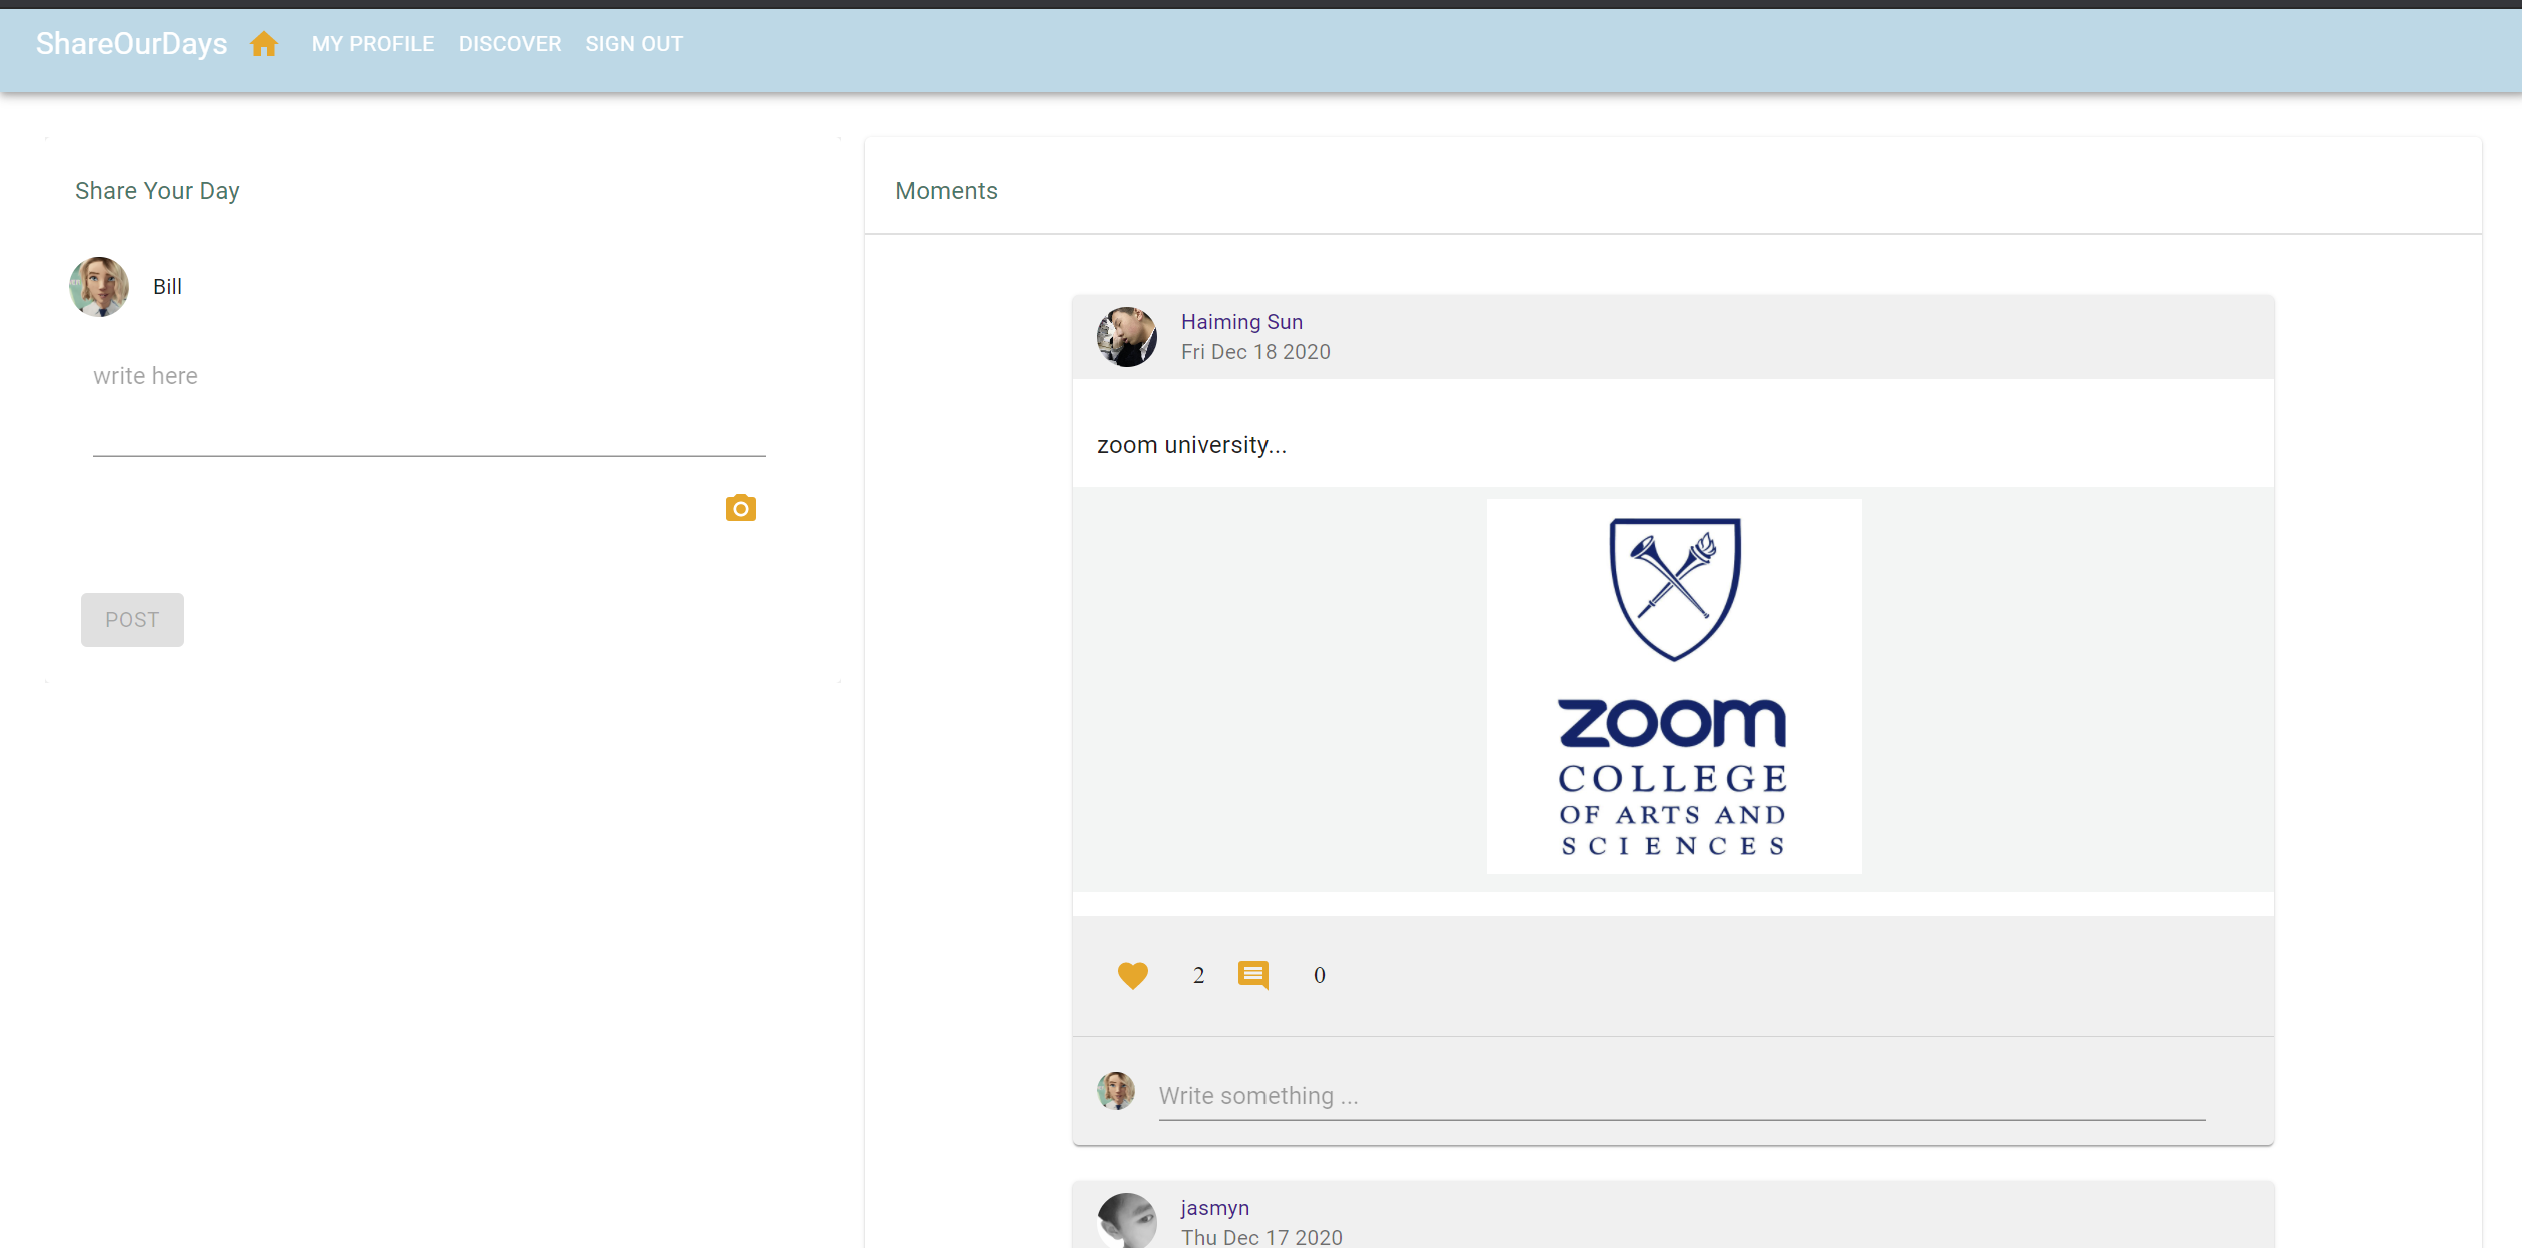 ShareOurDays MY PROFILE DISCOVER SIGN OUT
Share Your Day
Bill
write here
POST
Moments
Haiming Sun
Fri Dec 18 2020
zoom university...
zoom
COLLEGE
OF ARTS AND
SCIENCES
2 0
Write something ...
jasmyn
Thu Dec 17 2020